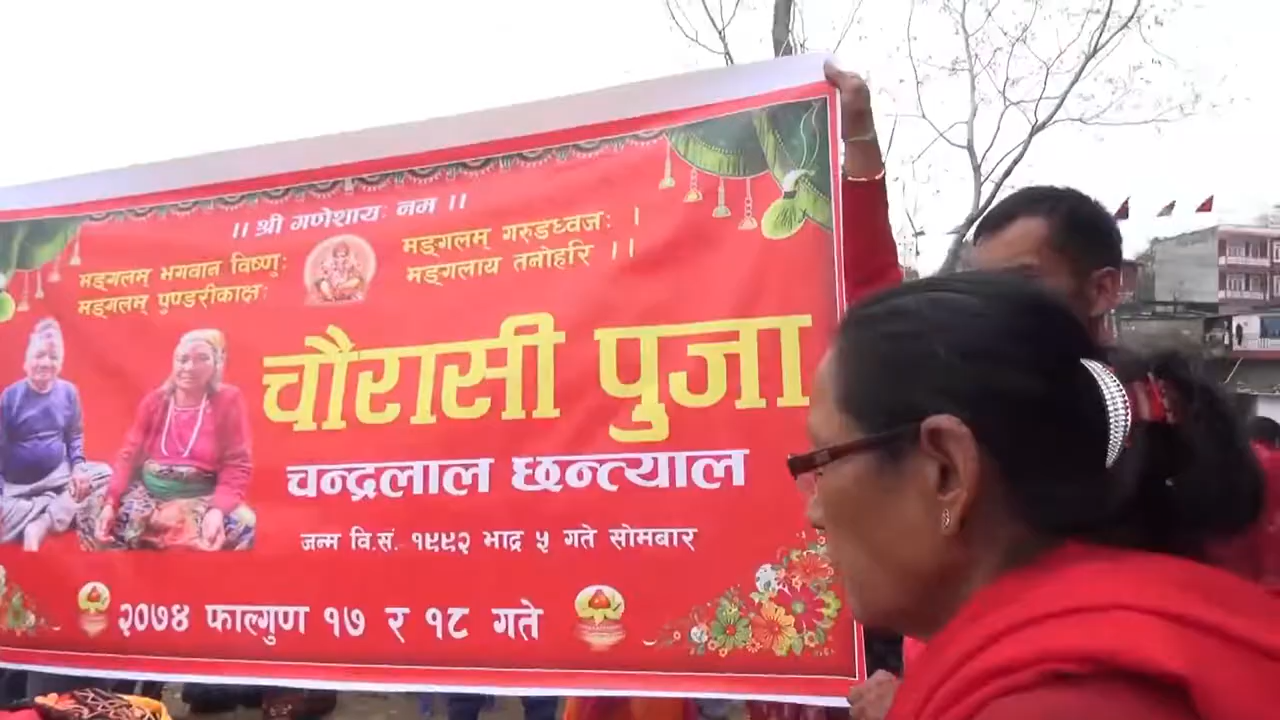 ।। श्री गणेशायः नम ।।
मङ्गलम् भगवान विष्णूः
मङ्गलम् पुण्डरीकाक्षः
मङ्गलम् गरुडध्वजः ।
मङ्गलाय तनोहरि ।।
चौरासी पुजा
चन्द्रलाल छन्त्याल
जन्म वि.सं. १९९२ भाद्र ५ गते सोमबार
२०७४ फाल्गुण १७ र १८ गते